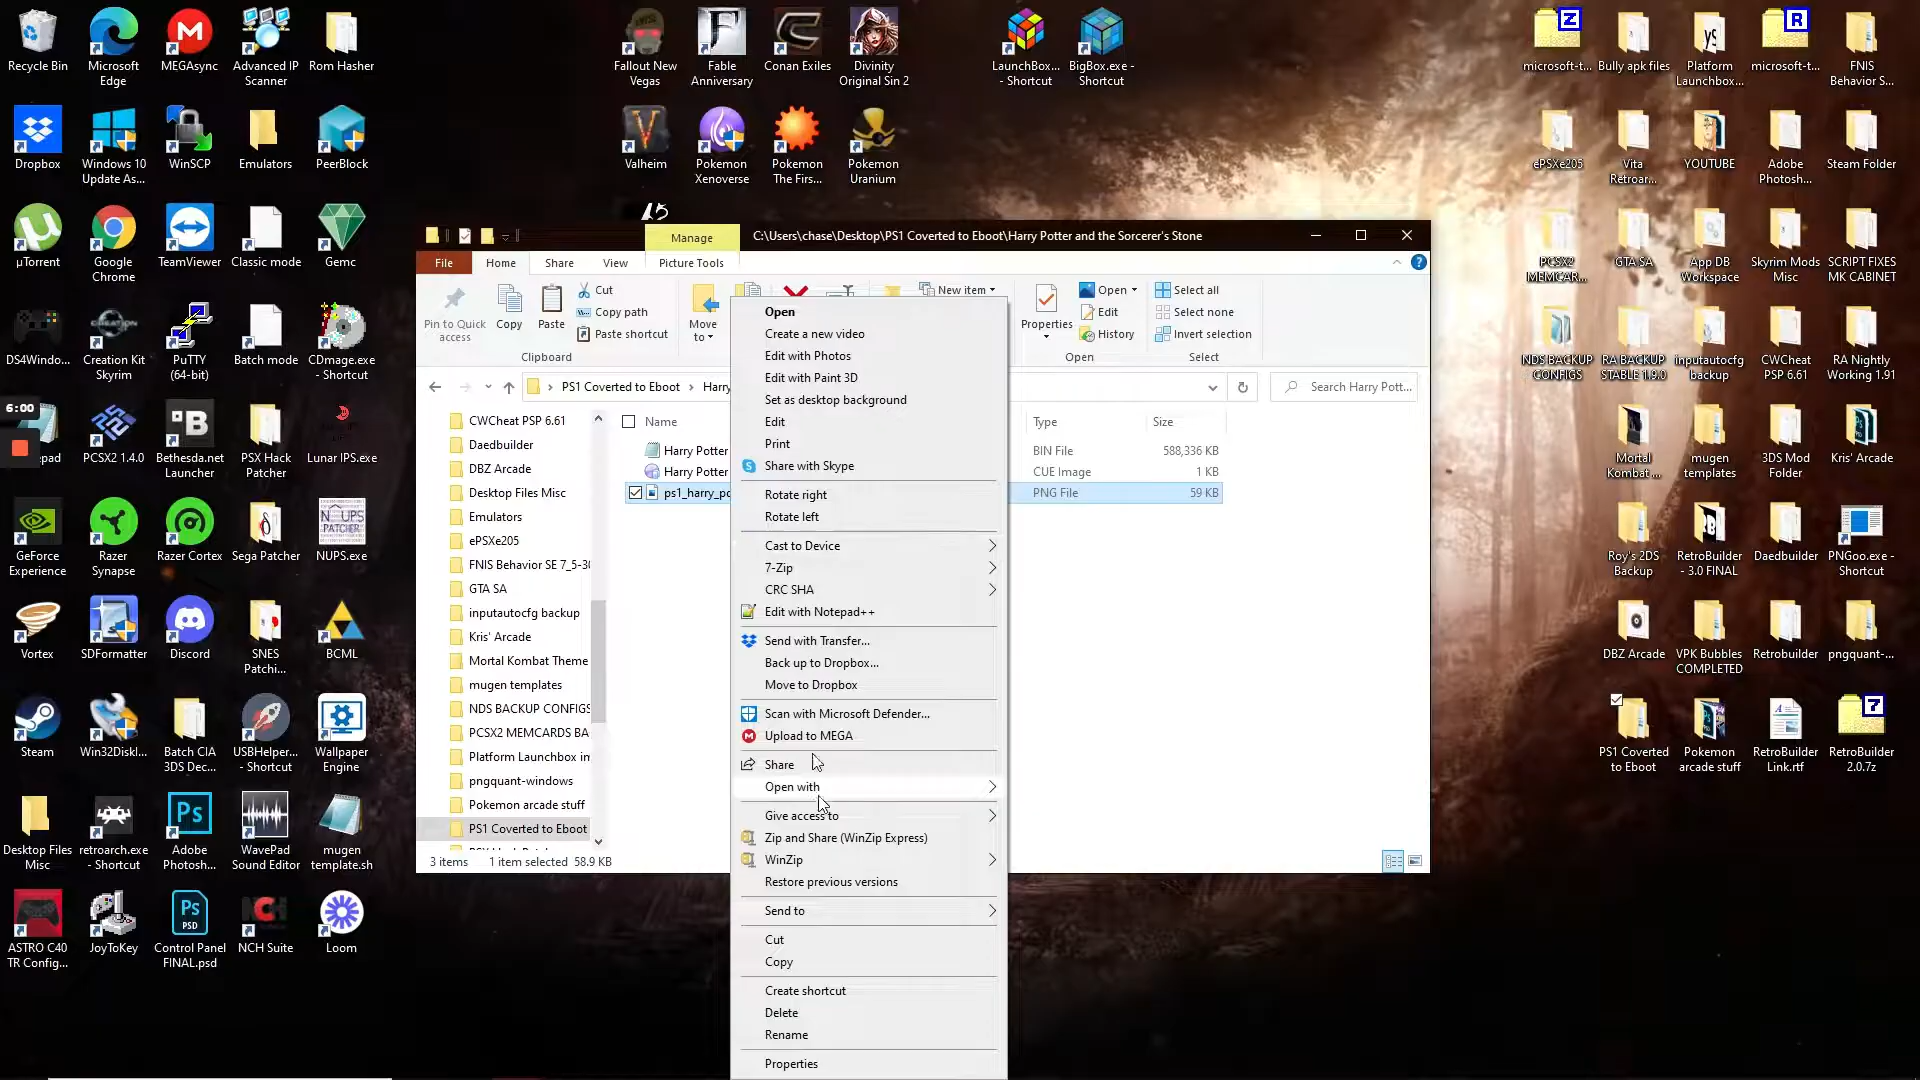 Recycle Bin
Microsoft
Edge
MEGAsync
Advanced IP
Scanner
Rom Hasher
Dropbox
Windows 10
Update As...
WinSCP
Emulators
PeerBlock
µTorrent
Google
Chrome
TeamViewer
Classic mode
Gemc
DS4Windo...
Creation Kit
Skyrim
PuTTY
(64-bit)
Batch mode
CDmage.exe
- Shortcut
6:00
PCSX2 1.4.0
Bethesda.net
Launcher
PSX Hack
Patcher
Lunar IPS.exe
GeForce
Experience
Razer
Synapse
Razer Cortex
Sega Patcher
NUPS.exe
Vortex
SDFormatter
Discord
SNES
Patchi...
BCML
Steam
Win32Diskl...
Batch CIA
3DS Dec...
USBHelper...
- Shortcut
Wallpaper
Engine
Desktop Files
Misc
retroarch.exe
- Shortcut
Adobe
Photosh...
WavePad
Sound Editor
mugen
template.sh
ASTRO C40
TR Config...
JoyToKey
Control Panel
FINAL.psd
NCH Suite
Loom
Fallout New
Vegas
Fable
Anniversary
Conan Exiles
Divinity
Original Sin 2
LaunchBox...
- Shortcut
BigBox.exe -
Shortcut
Valheim
Pokemon
Xenoverse
Pokemon
The Firs...
Pokemon
Uranium
Manage
C:\Users\chase\Desktop\PS1 Coverted to Eboot\Harry Potter and the Sorcerer's Stone
File
Home
Share
View
Picture Tools
Pin to Quick
access
Copy
Paste
Cut
Copy path
Paste shortcut
Clipboard
Move
to
New item
Properties
Open
Edit
History
Open
Select all
Select none
Invert selection
Select
PS1 Coverted to Eboot
Harry
Search Harry Pott...
CWCheat PSP 6.61
Daedbuilder
DBZ Arcade
Desktop Files Misc
Emulators
ePSXe205
FNIS Behavior SE 7_5-30
GTA SA
inputautocfg backup
Kris' Arcade
Mortal Kombat Theme
mugen templates
NDS BACKUP CONFIGS
PCSX2 MEMCARDS BA
Platform Launchbox im
pngquant-windows
Pokemon arcade stuff
PS1 Coverted to Eboot
Name
Type
Size
Harry Potter
BIN File
588,336 KB
Harry Potter
CUE Image
1 KB
ps1_harry_po
PNG File
59 KB
3 items
1 item selected 58.9 KB
Open
Create a new video
Edit with Photos
Edit with Paint 3D
Set as desktop background
Edit
Print
Share with Skype
Rotate right
Rotate left
Cast to Device
7-Zip
CRC SHA
Edit with Notepad++
Send with Transfer...
Back up to Dropbox...
Move to Dropbox
Scan with Microsoft Defender...
Upload to MEGA
Share
Open with
Give access to
Zip and Share (WinZip Express)
WinZip
Restore previous versions
Send to
Cut
Copy
Create shortcut
Delete
Rename
Properties
microsoft-t...
Bully apk files
Platform
Launchbox...
microsoft-t...
FNIS
Behavior S...
ePSXe205
Vita
Retroar...
YOUTUBE
Adobe
Photosh...
Steam Folder
PCSX2
MEMCAR...
GTA SA
App DB
Workspace
Skyrim Mods
Misc
SCRIPT FIXES
MK CABINET
NDS BACKUP
CONFIGS
RA BACKUP
STABLE 1.9.0
inputautocfg
backup
CWCheat
PSP 6.61
RA Nightly
Working 1.91
Mortal
Kombat ...
mugen
templates
3DS Mod
Folder
Kris' Arcade
Roy's 2DS
Backup
RetroBuilder
- 3.0 FINAL
Daedbuilder
PNGoo.exe -
Shortcut
DBZ Arcade
VPK Bubbles
COMPLETED
Retrobuilder
pngquant-...
PS1 Coverted
to Eboot
Pokemon
arcade stuff
RetroBuilder
Link.rtf
RetroBuilder
2.0.7z